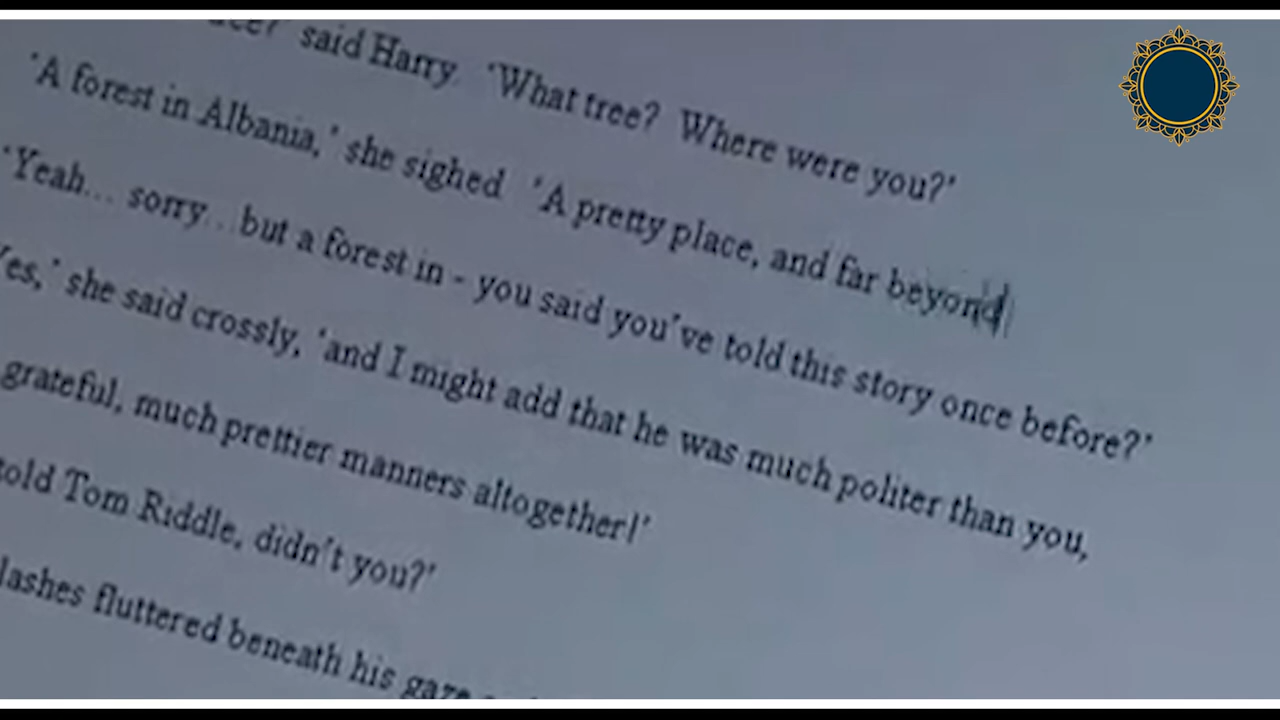 said Harry 'What tree? Where were you?'
'A forest in Albania,' she sighed 'A pretty place, and far beyond
'Yeah... sorry.. but a forest in - you said you've told this story once before?'
Yes,' she said crossly, 'and I might add that he was much politer than you,
grateful, much prettier manners altogether!'
told Tom Riddle, didn't you?'
lashes fluttered beneath his gaze